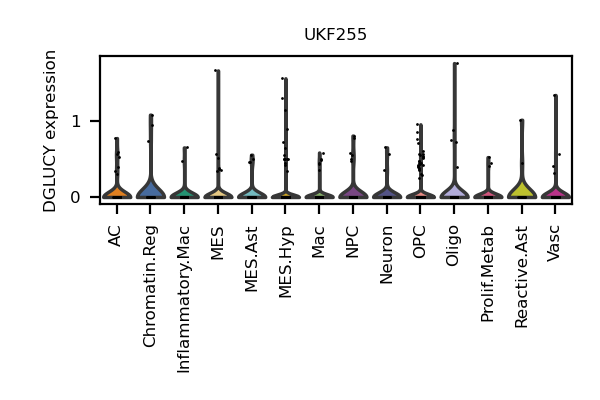 UKF255
DGLUCY expression
1
0
AC
Chromatin.Reg
Inflammatory.Mac
MES
MES.Ast
MES.Hyp
Mac
NPC
Neuron
OPC
Oligo
Prolif.Metab
Reactive.Ast
Vasc